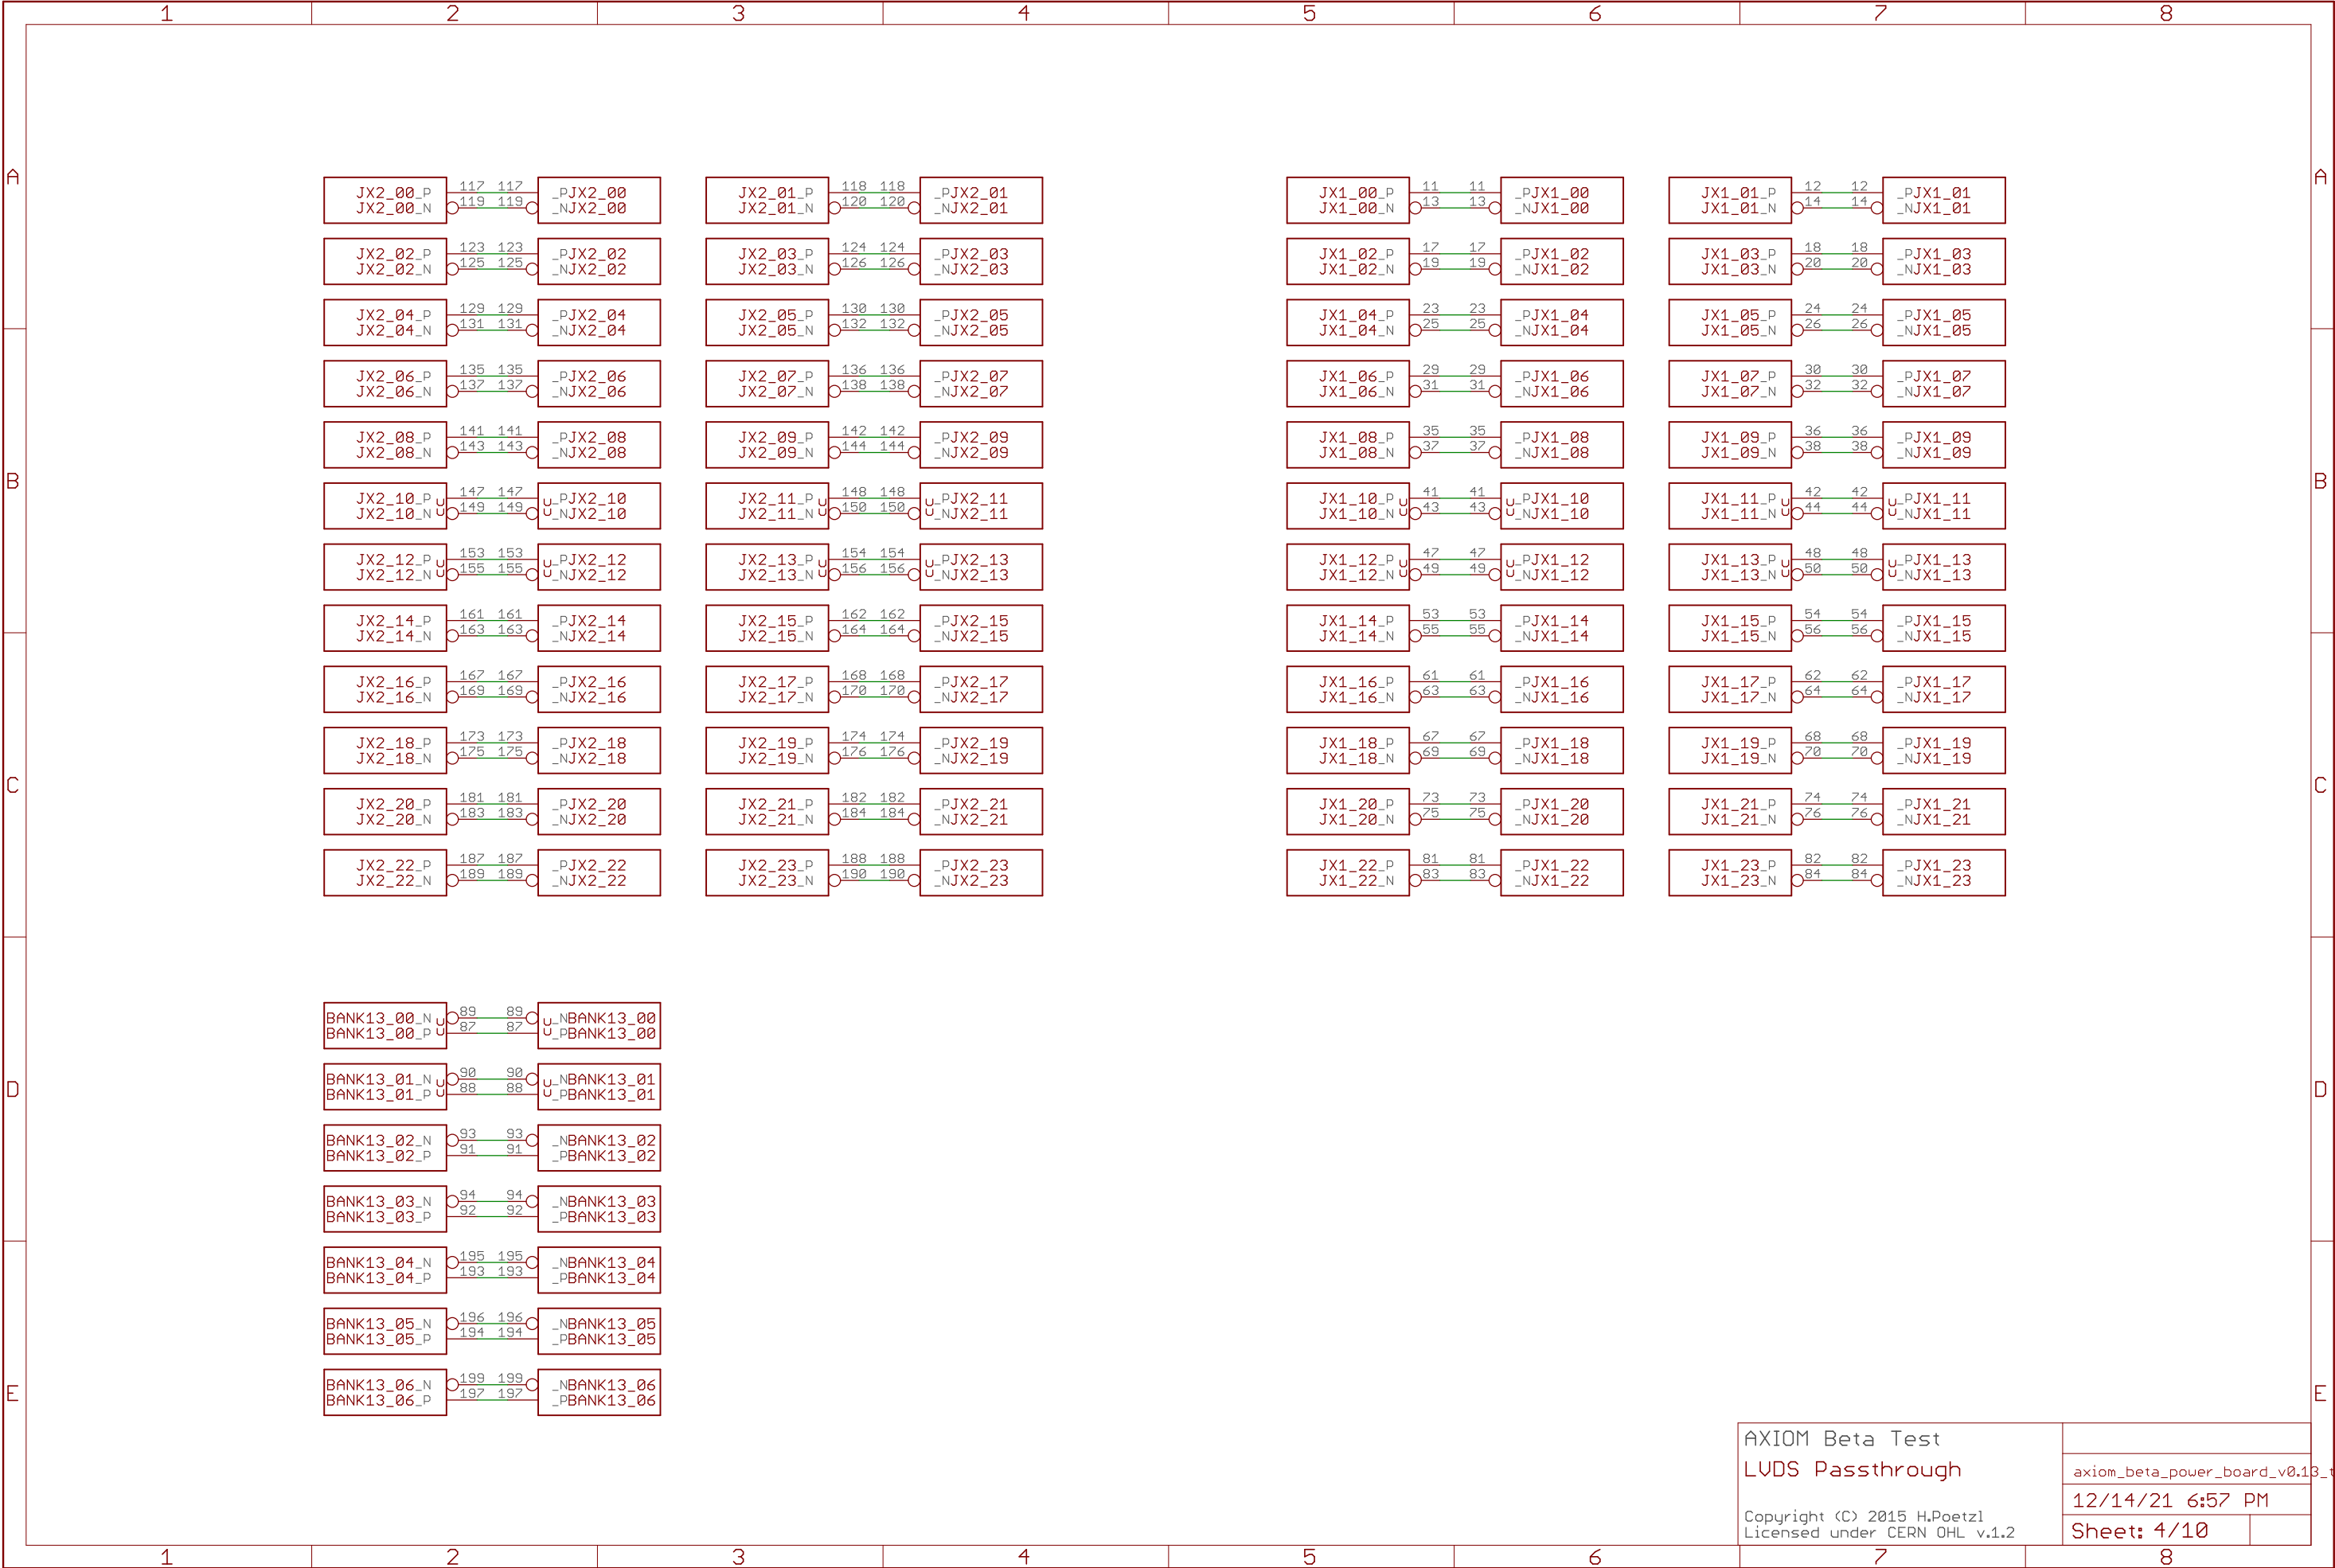 1 2 3 4 5 6 7 8
A A
JX2_00_P 117 117 _PJX2_00 JX2_01_P 118 118 _PJX2_01 JX1_00_P 11 11 _PJX1_00 JX1_01_P 12 12 _PJX1_01
JX2_00_N 119 119 _NJX2_00 JX2_01_N 120 120 _NJX2_01 JX1_00_N 13 13 _NJX1_00 JX1_01_N 14 14 _NJX1_01
JX2_02_P 123 123 _PJX2_02 JX2_03_P 124 124 _PJX2_03 JX1_02_P 17 17 _PJX1_02 JX1_03_P 18 18 _PJX1_03
JX2_02_N 125 125 _NJX2_02 JX2_03_N 126 126 _NJX2_03 JX1_02_N 19 19 _NJX1_02 JX1_03_N 20 20 _NJX1_03
JX2_04_P 129 129 _PJX2_04 JX2_05_P 130 130 _PJX2_05 JX1_04_P 23 23 _PJX1_04 JX1_05_P 24 24 _PJX1_05
JX2_04_N 131 131 _NJX2_04 JX2_05_N 132 132 _NJX2_05 JX1_04_N 25 25 _NJX1_04 JX1_05_N 26 26 _NJX1_05
JX2_06_P 135 135 _PJX2_06 JX2_07_P 136 136 _PJX2_07 JX1_06_P 29 29 _PJX1_06 JX1_07_P 30 30 _PJX1_07
JX2_06_N 137 137 _NJX2_06 JX2_07_N 138 138 _NJX2_07 JX1_06_N 31 31 _NJX1_06 JX1_07_N 32 32 _NJX1_07
JX2_08_P 141 141 _PJX2_08 JX2_09_P 142 142 _PJX2_09 JX1_08_P 35 35 _PJX1_08 JX1_09_P 36 36 _PJX1_09
JX2_08_N 143 143 _NJX2_08 JX2_09_N 144 144 _NJX2_09 JX1_08_N 37 37 _NJX1_08 JX1_09_N 38 38 _NJX1_09
B B
JX2_10_P U 147 147 U _PJX2_10 JX2_11_P U 148 148 U _PJX2_11 JX1_10_P U 41 41 U _PJX1_10 JX1_11_P U 42 42 U _PJX1_11
JX2_10_N U 149 149 U _NJX2_10 JX2_11_N U 150 150 U _NJX2_11 JX1_10_N U 43 43 U _NJX1_10 JX1_11_N U 44 44 U _NJX1_11
JX2_12_P U 153 153 U _PJX2_12 JX2_13_P U 154 154 U _PJX2_13 JX1_12_P U 47 47 U _PJX1_12 JX1_13_P U 48 48 U _PJX1_13
JX2_12_N U 155 155 U _NJX2_12 JX2_13_N U 156 156 U _NJX2_13 JX1_12_N U 49 49 U _NJX1_12 JX1_13_N U 50 50 U _NJX1_13
JX2_14_P 161 161 _PJX2_14 JX2_15_P 162 162 _PJX2_15 JX1_14_P 53 53 _PJX1_14 JX1_15_P 54 54 _PJX1_15
JX2_14_N 163 163 _NJX2_14 JX2_15_N 164 164 _NJX2_15 JX1_14_N 55 55 _NJX1_14 JX1_15_N 56 56 _NJX1_15
JX2_16_P 167 167 _PJX2_16 JX2_17_P 168 168 _PJX2_17 JX1_16_P 61 61 _PJX1_16 JX1_17_P 62 62 _PJX1_17
JX2_16_N 169 169 _NJX2_16 JX2_17_N 170 170 _NJX2_17 JX1_16_N 63 63 _NJX1_16 JX1_17_N 64 64 _NJX1_17
JX2_18_P 173 173 _PJX2_18 JX2_19_P 174 174 _PJX2_19 JX1_18_P 67 67 _PJX1_18 JX1_19_P 68 68 _PJX1_19
JX2_18_N 175 175 _NJX2_18 JX2_19_N 176 176 _NJX2_19 JX1_18_N 69 69 _NJX1_18 JX1_19_N 70 70 _NJX1_19
C C
JX2_20_P 181 181 _PJX2_20 JX2_21_P 182 182 _PJX2_21 JX1_20_P 73 73 _PJX1_20 JX1_21_P 74 74 _PJX1_21
JX2_20_N 183 183 _NJX2_20 JX2_21_N 184 184 _NJX2_21 JX1_20_N 75 75 _NJX1_20 JX1_21_N 76 76 _NJX1_21
JX2_22_P 187 187 _PJX2_22 JX2_23_P 188 188 _PJX2_23 JX1_22_P 81 81 _PJX1_22 JX1_23_P 82 82 _PJX1_23
JX2_22_N 189 189 _NJX2_22 JX2_23_N 190 190 _NJX2_23 JX1_22_N 83 83 _NJX1_22 JX1_23_N 84 84 _NJX1_23
BANK13_00_N U 89 89 U _NBANK13_00
BANK13_00_P U 87 87 U _PBANK13_00
D D
BANK13_01_N U 90 90 U _NBANK13_01
BANK13_01_P U 88 88 U _PBANK13_01
BANK13_02_N 93 93 _NBANK13_02
BANK13_02_P 91 91 _PBANK13_02
BANK13_03_N 94 94 _NBANK13_03
BANK13_03_P 92 92 _PBANK13_03
BANK13_04_N 195 195 _NBANK13_04
BANK13_04_P 193 193 _PBANK13_04
BANK13_05_N 196 196 _NBANK13_05
BANK13_05_P 194 194 _PBANK13_05
E E
BANK13_06_N 199 199 _NBANK13_06
BANK13_06_P 197 197 _PBANK13_06
AXIOM Beta Test
LVDS Passthrough
Copyright (C) 2015 H.Poetzl
Licensed under CERN OHL v.1.2
axiom_beta_power_board_v0.13_t
12/14/21 6:57 PM
Sheet: 4/10
1 2 3 4 5 6 7 8